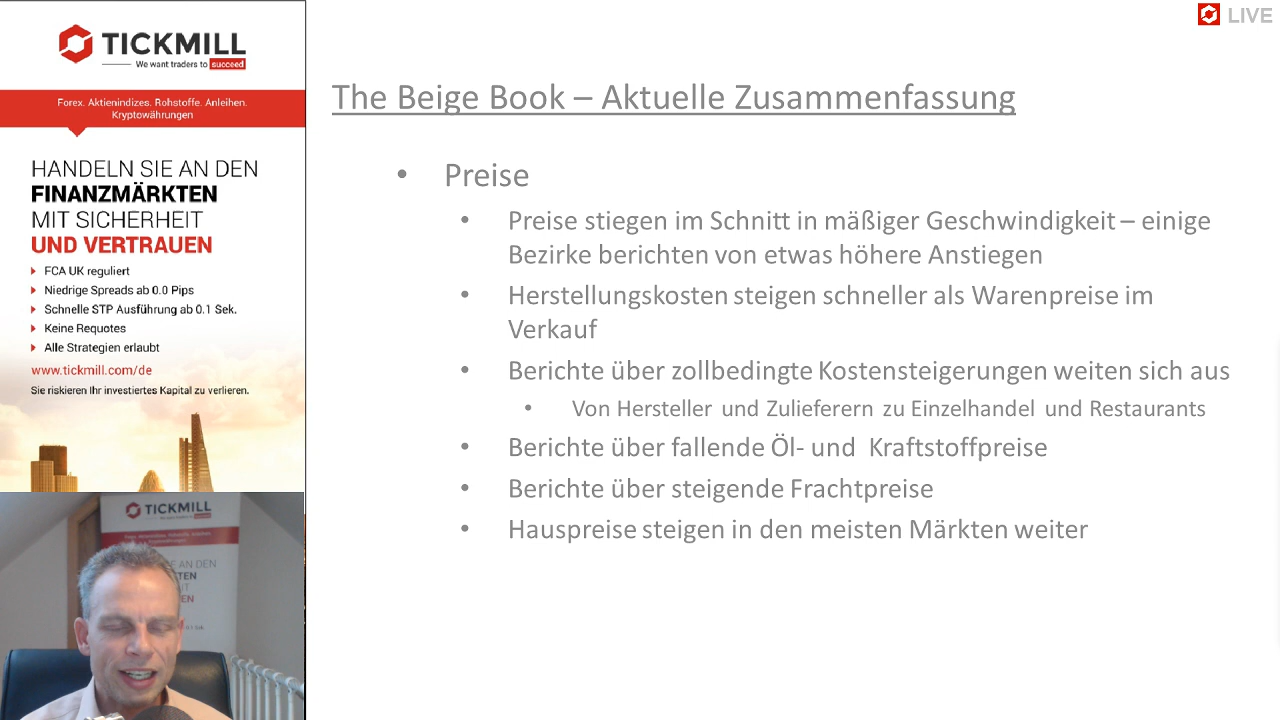 TICKMILL
We want traders to succeed
Forex. Aktienindizes. Rohstoffe. Anleihen.
Kryptowährungen
HANDELN SIE AN DEN
FINANZMÄRKTEN
MIT SICHERHEIT
UND VERTRAUEN
FCA UK reguliert
Niedrige Spreads ab 0.0 Pips
Schnelle STP Ausführung ab 0.1 Sek.
Keine Requotes
Alle Strategien erlaubt
www.tickmill.com/de
Sie riskieren Ihr investiertes Kapital zu verlieren.
TICKMILL
LIVE
The Beige Book – Aktuelle Zusammenfassung
• Preise
• Preise stiegen im Schnitt in mäßiger Geschwindigkeit – einige
Bezirke berichten von etwas höhere Anstiegen
• Herstellungskosten steigen schneller als Warenpreise im
Verkauf
• Berichte über zollbedingte Kostensteigerungen weiten sich aus
• Von Hersteller und Zulieferern zu Einzelhandel und Restaurants
• Berichte über fallende Öl- und Kraftstoffpreise
• Berichte über steigende Frachtpreise
• Hauspreise steigen in den meisten Märkten weiter